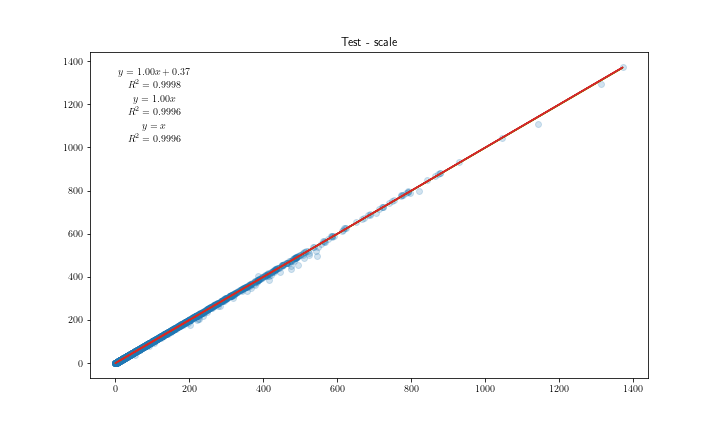 Test - scale
1400
1200
1000
800
600
400
200
0
y = 1.00x + 0.37
R² = 0.9998
y = 1.00x
R² = 0.9996
y = x
R² = 0.9996
0 200 400 600 800 1000 1200 1400